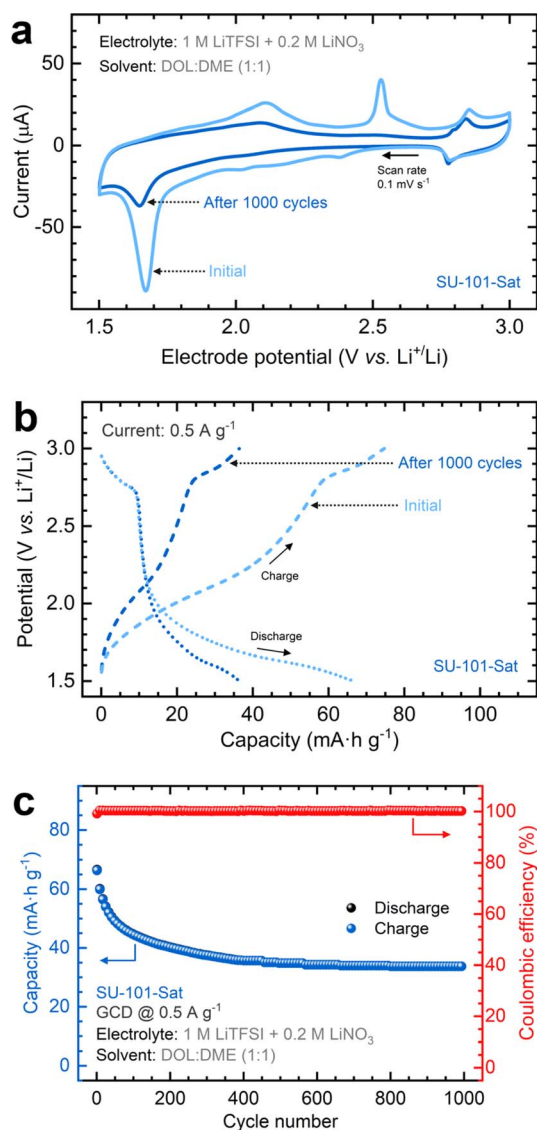 a
Electrolyte: 1 M LiTFSI + 0.2 M LiNO₃
Solvent: DOL:DME (1:1)
Current (μA)
50
0
-50
Scan rate
0.1 mV s⁻¹
After 1000 cycles
Initial
SU-101-Sat
1.5 2.0 2.5 3.0
Electrode potential (V vs. Li⁺/Li)
b
Current: 0.5 A g⁻¹
Potential (V vs. Li⁺/Li)
3.0
2.5
2.0
1.5
After 1000 cycles
Initial
Charge
Discharge
SU-101-Sat
0 20 40 60 80 100
Capacity (mA·h g⁻¹)
c
Capacity (mA·h g⁻¹)
80
60
40
20
0
Coulombic efficiency (%)
100
80
60
40
20
0
Discharge
Charge
SU-101-Sat
GCD @ 0.5 A g⁻¹
Electrolyte: 1 M LiTFSI + 0.2 M LiNO₃
Solvent: DOL:DME (1:1)
0 200 400 600 800 1000
Cycle number